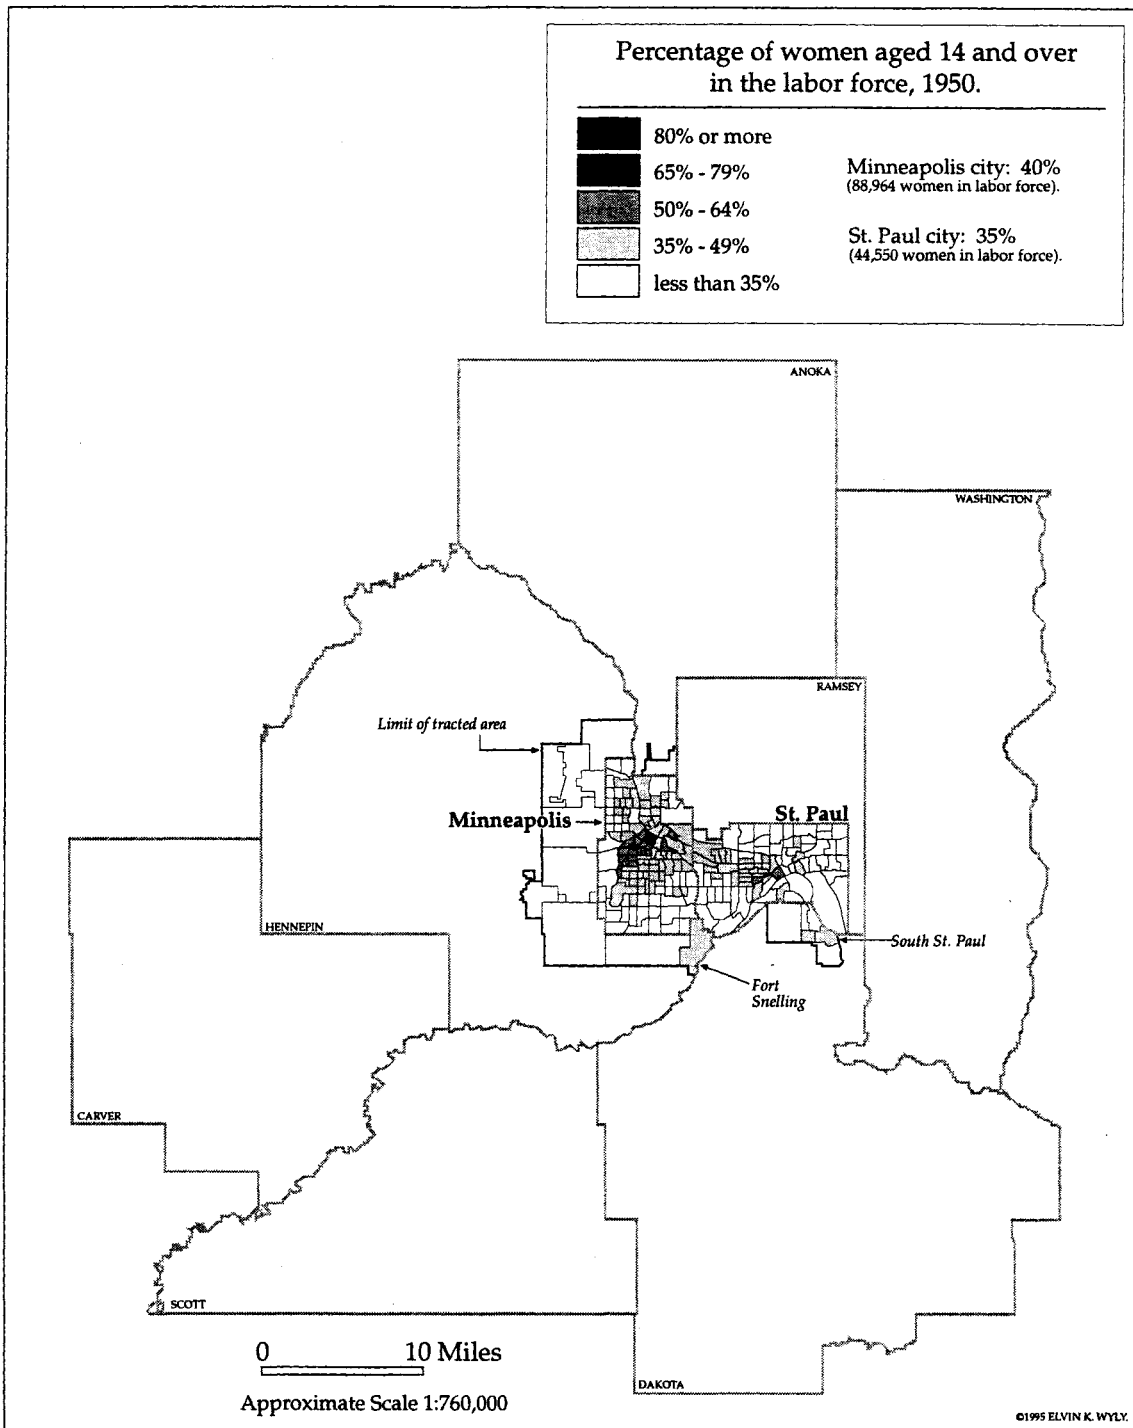 Percentage of women aged 14 and over
in the labor force, 1950.
80% or more
65% - 79%
50% - 64%
35% - 49%
less than 35%
Minneapolis city: 40%
(88,964 women in labor force).
St. Paul city: 35%
(44,550 women in labor force).
ANOKA
WASHINGTON
RAMSEY
Limit of tracted area
Minneapolis
St. Paul
HENNEPIN
South St. Paul
Fort
Snelling
CARVER
SCOTT
DAKOTA
0 10 Miles
Approximate Scale 1:760,000
©1995 ELVIN K. WYLY.